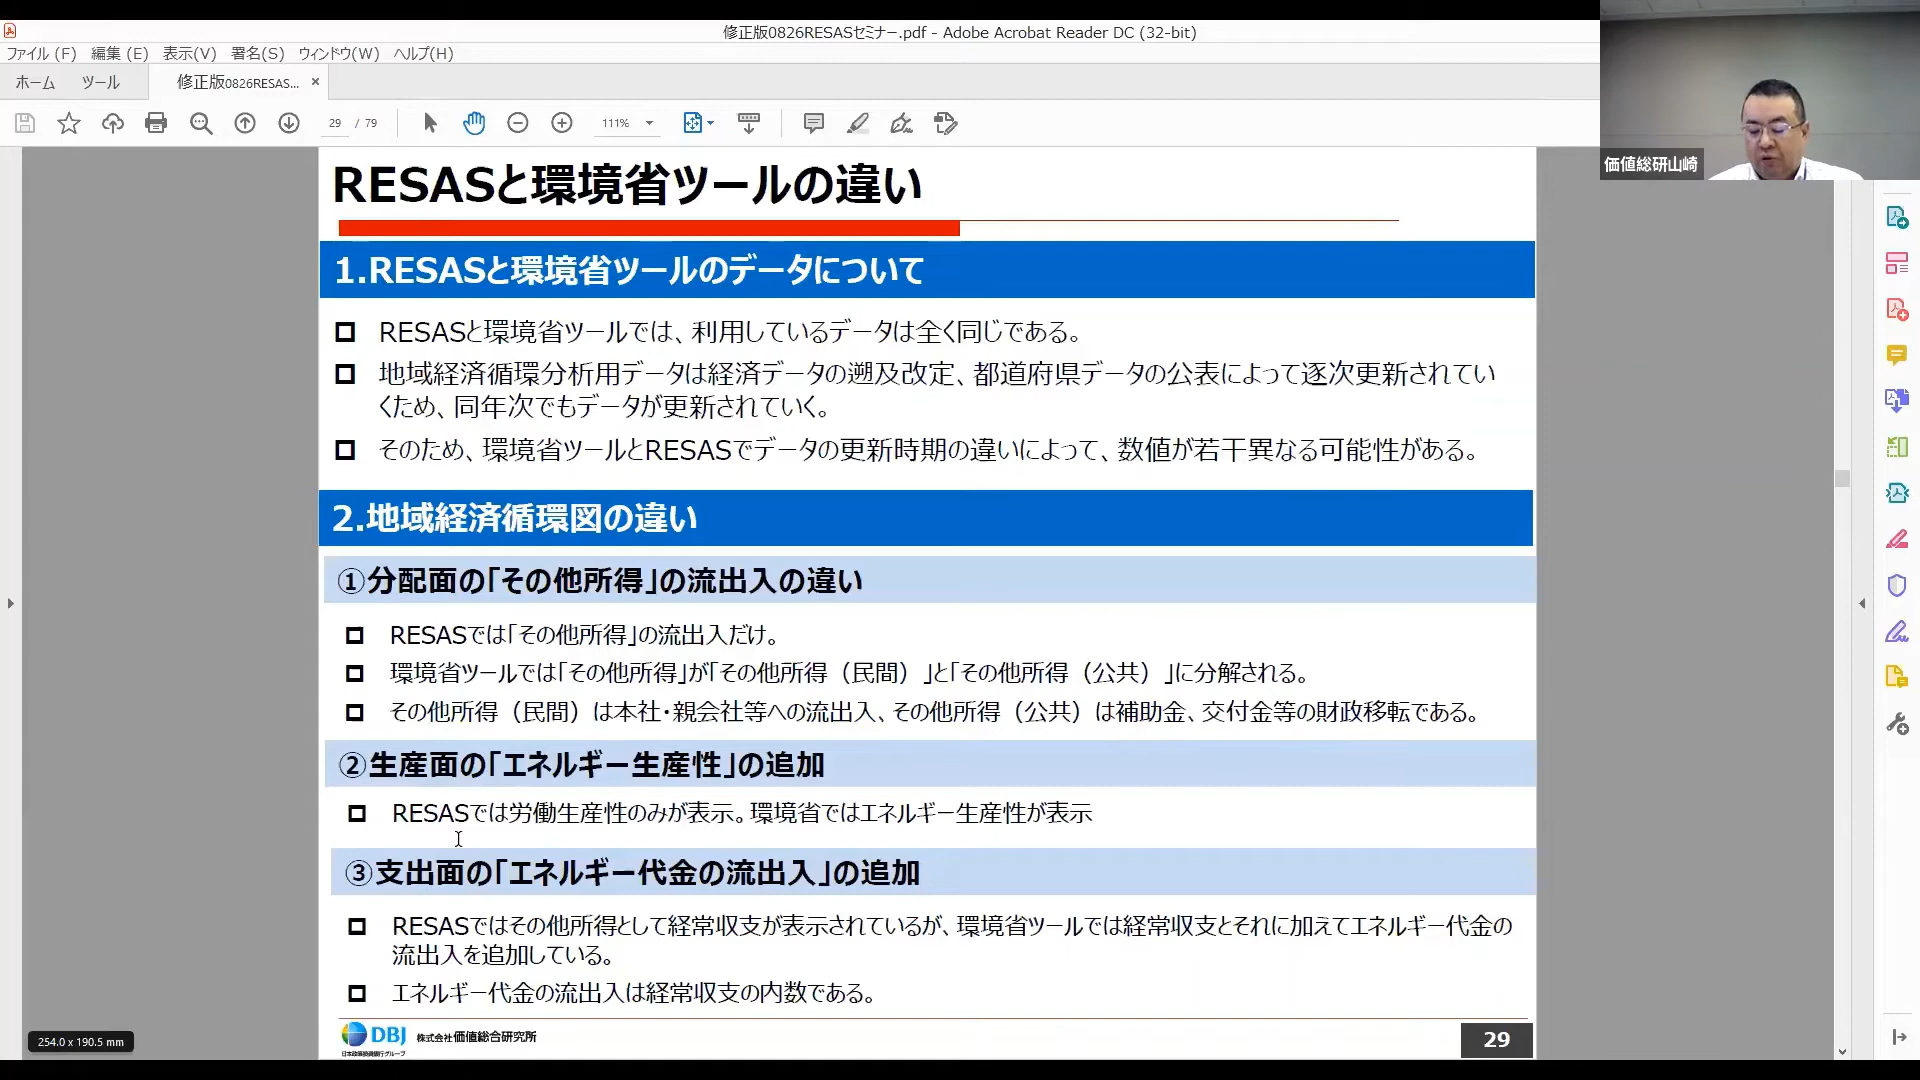 修正版0826RESASセミナー.pdf - Adobe Acrobat Reader DC (32-bit)
ファイル (F) 編集 (E) 表示(V) 署名(S) ウィンドウ(W) ヘルプ(H)
ホーム ツール 修正版0826RESAS... ×
29 / 79 111%
価値総研山崎
RESASと環境省ツールの違い
1.RESASと環境省ツールのデータについて
RESASと環境省ツールでは、利用しているデータは全く同じである。
地域経済循環分析用データは経済データの遡及改定、都道府県データの公表によって逐次更新されてい
くため、同年次でもデータが更新されていく。
そのため、環境省ツールとRESASでデータの更新時期の違いによって、数値が若干異なる可能性がある。
2.地域経済循環図の違い
①分配面の「その他所得」の流出入の違い
RESASでは「その他所得」の流出入だけ。
環境省ツールでは「その他所得」が「その他所得（民間）」と「その他所得（公共）」に分解される。
その他所得（民間）は本社・親会社等への流出入、その他所得（公共）は補助金、交付金等の財政移転である。
②生産面の「エネルギー生産性」の追加
RESASでは労働生産性のみが表示。環境省ではエネルギー生産性が表示
③支出面の「エネルギー代金の流出入」の追加
RESASではその他所得として経常収支が表示されているが、環境省ツールでは経常収支とそれに加えてエネルギー代金の
流出入を追加している。
エネルギー代金の流出入は経常収支の内数である。
DBJ 株式会社価値総合研究所
日本政策投資銀行グループ
29
254.0 x 190.5 mm